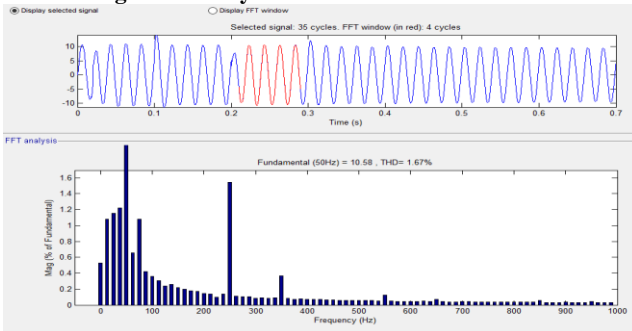 Display selected signal Display FFT window
Selected signal: 35 cycles. FFT window (in red): 4 cycles
10
5
0
-5
-10
0 0.1 0.2 0.3 0.4 0.5 0.6 0.7
Time (s)
FFT analysis
Fundamental (50Hz) = 10.58 , THD= 1.67%
1.6
1.4
1.2
1
0.8
0.6
0.4
0.2
0
Mag (% of Fundamental)
0 100 200 300 400 500 600 700 800 900 1000
Frequency (Hz)